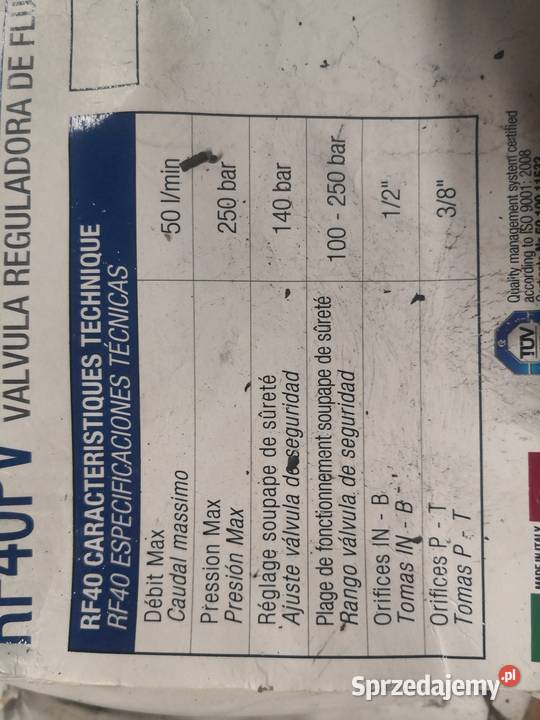 VALVULA REGULADORA DE
RF40 CARACTERISTIQUES TECHNIQUE
RF40 ESPECIFICACIONES TÉCNICAS
Débit Max 50 l/min
Caudal massimo
Pression Max 250 bar
Presión Max
Réglage soupape de sûreté 140 bar
Ajuste válvula de seguridad
Plage de fonctionnement soupape de sûreté 100 - 250 bar
Rango válvula de seguridad
Orifices IN - B 1/2"
Tomas IN - B
Orifices P - T 3/8"
Tomas P - T
Quality management system certified
according to ISO 9001: 2008
TÜV
MADE IN ITALY
Sprzedajemy.pl